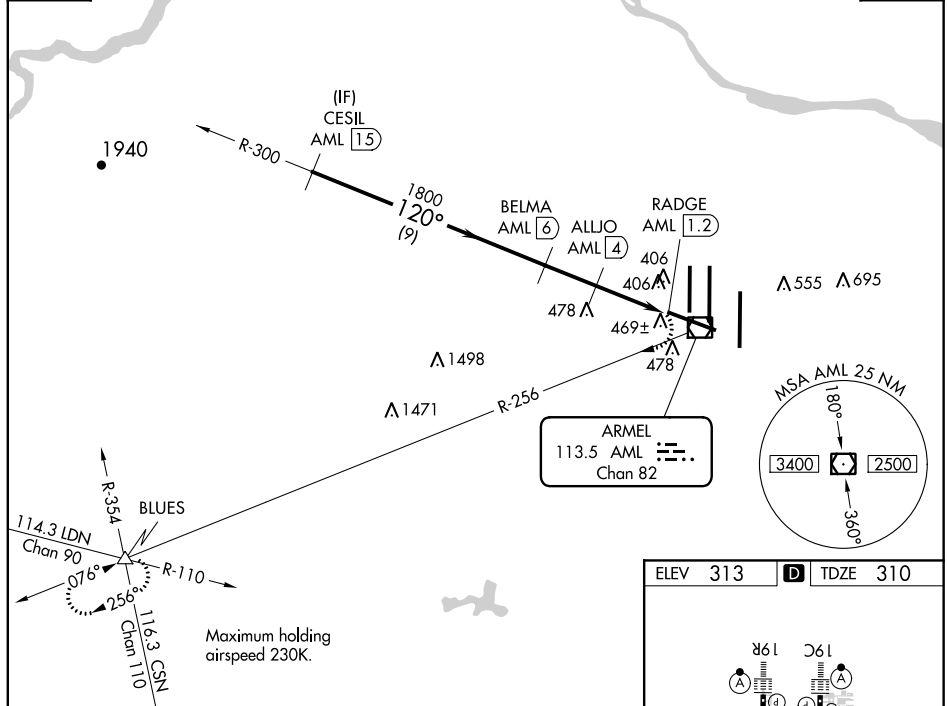 (IF)
CESIL
AML 15
R-300
1940
1800
120°
(9)
BELMA
AML 6
ALIJO
AML 4
RADGE
AML 1.2
406
406
478
469±
478
555
695
1498
1471
R-256
ARMEL
113.5 AML
Chan 82
MSA AML 25 NM
180°
3400
2500
360°
R-354
BLUES
114.3 LDN
Chan 90
R-110
076°
256°
116.3 CSN
Chan 110
Maximum holding
airspeed 230K.
ELEV 313 D TDZE 310
19R
19C
A
A
P
P